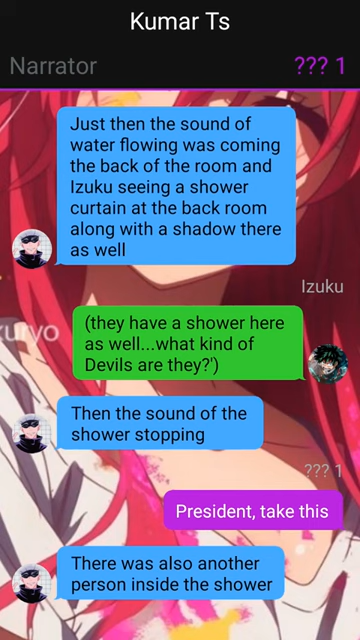 Kumar Ts
Narrator
??? 1
Just then the sound of
water flowing was coming
the back of the room and
Izuku seeing a shower
curtain at the back room
along with a shadow there
as well
Izuku
(they have a shower here
as well...what kind of
Devils are they?')
Then the sound of the
shower stopping
??? 1
President, take this
There was also another
person inside the shower